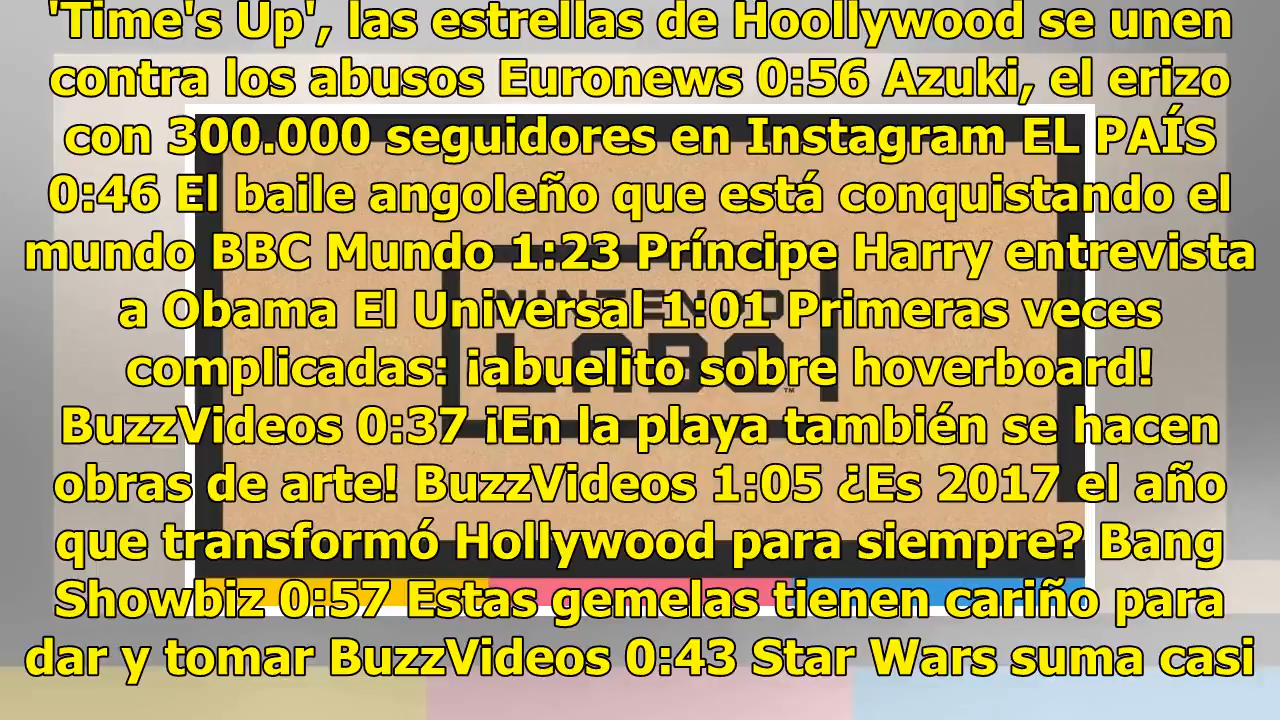 'Time's Up', las estrellas de Hoollywood se unen
contra los abusos Euronews 0:56 Azuki, el erizo
con 300.000 seguidores en Instagram EL PAÍS
0:46 El baile angoleño que está conquistando el
mundo BBC Mundo 1:23 Príncipe Harry entrevista
a Obama El Universal 1:01 Primeras veces
complicadas: ¡abuelito sobre hoverboard!
BuzzVideos 0:37 ¡En la playa también se hacen
obras de arte! BuzzVideos 1:05 ¿Es 2017 el año
que transformó Hollywood para siempre? Bang
Showbiz 0:57 Estas gemelas tienen cariño para
dar y tomar BuzzVideos 0:43 Star Wars suma casi
NINTENDO
LABO™